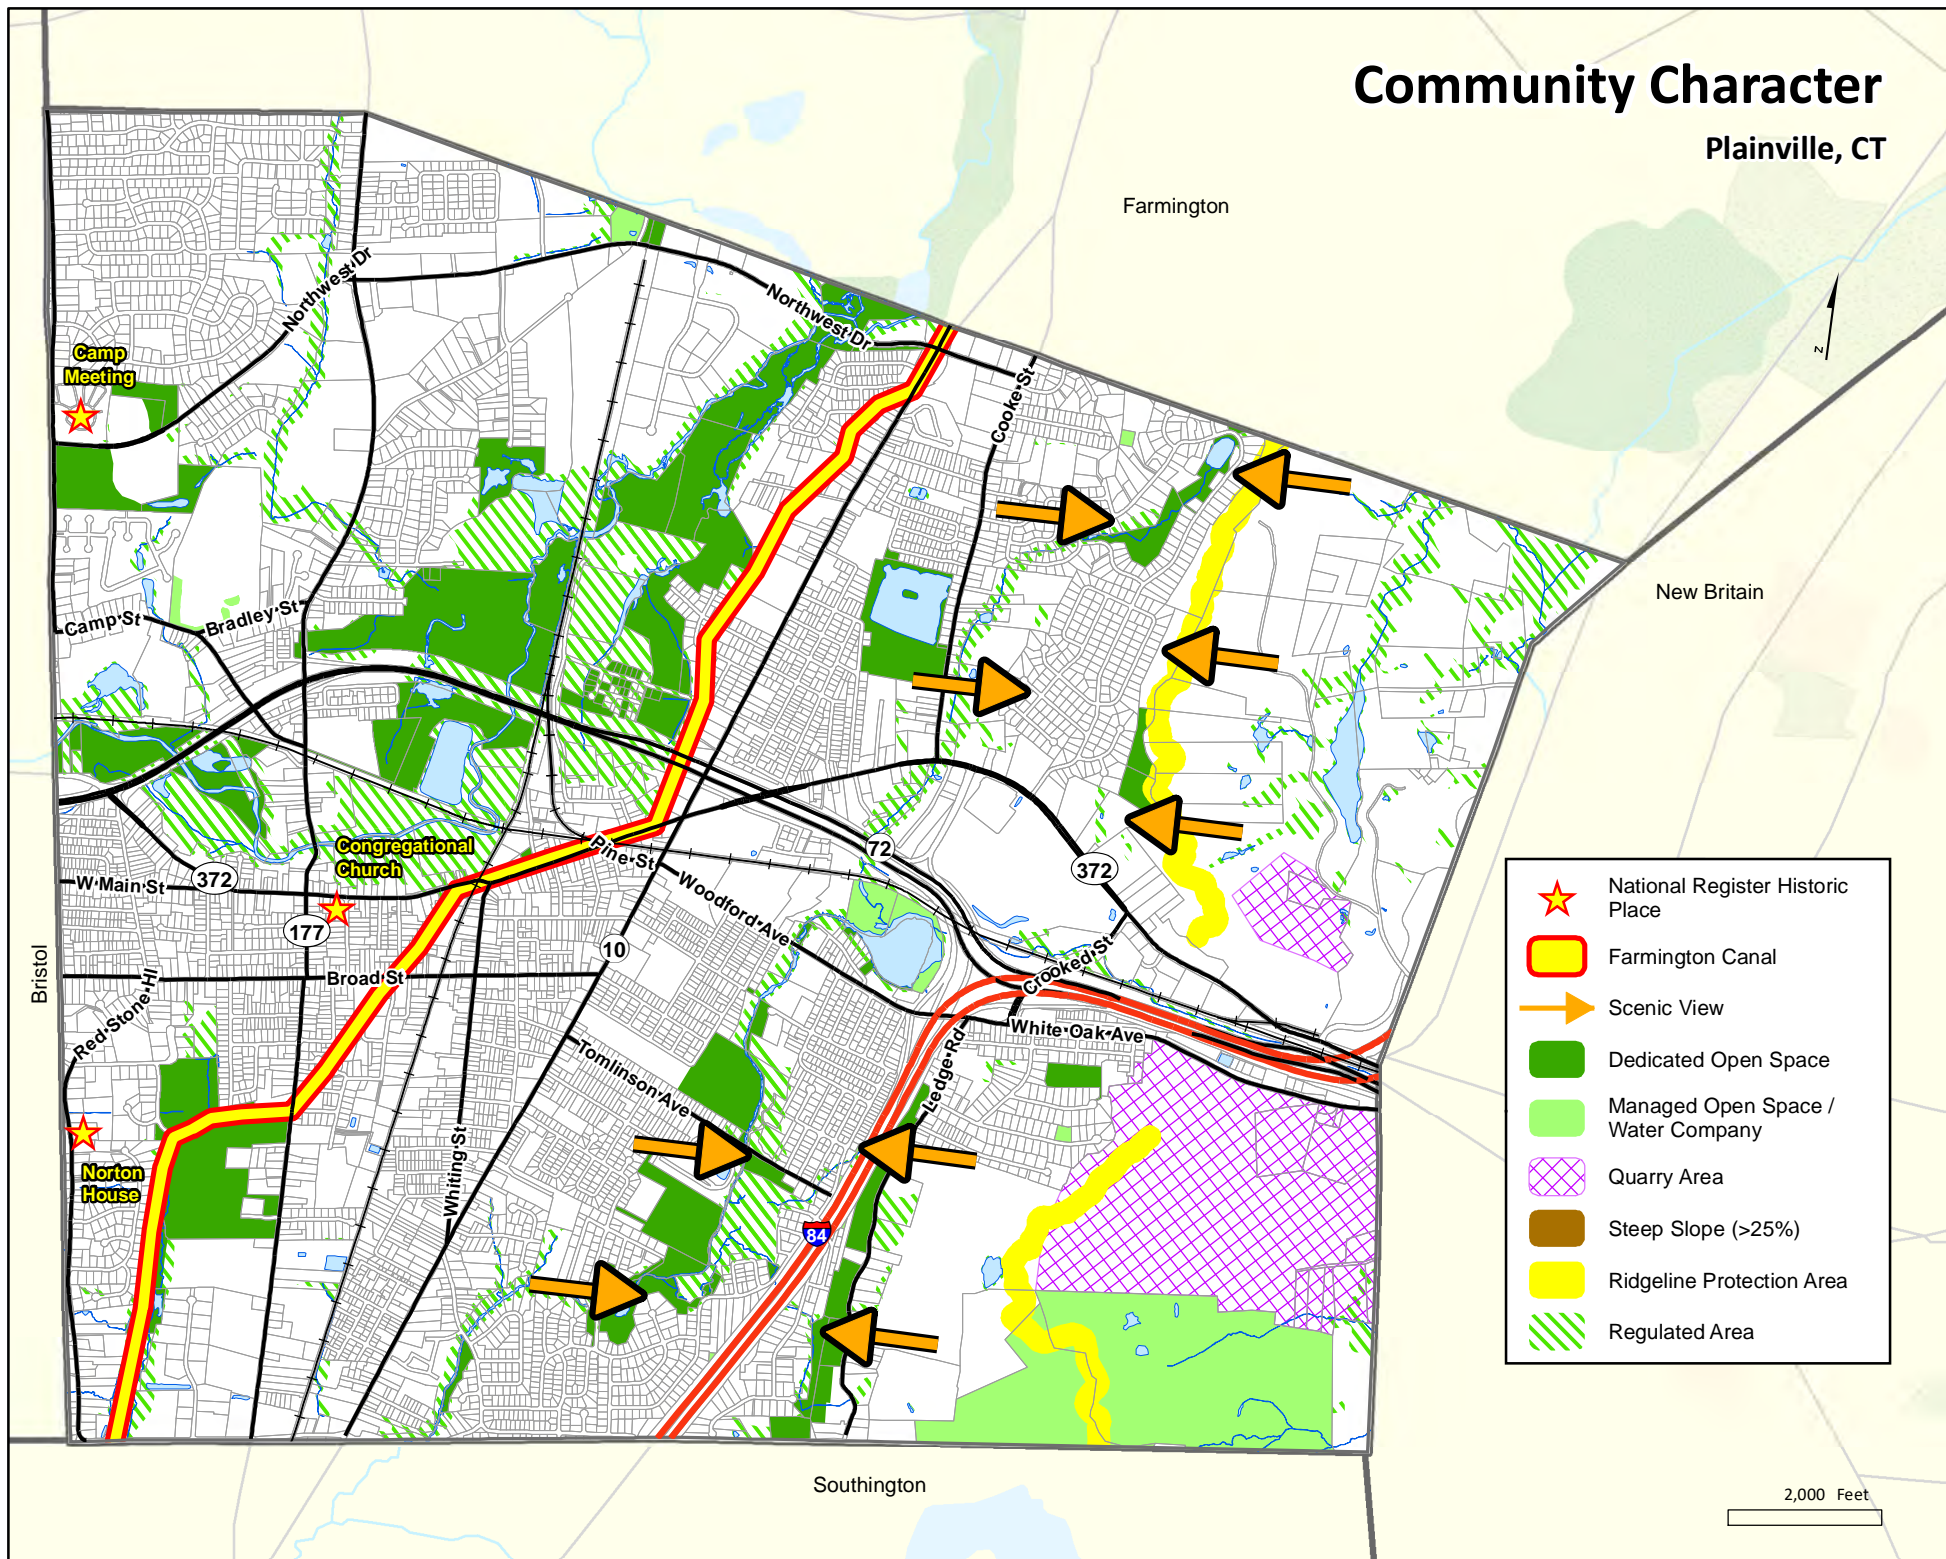 Community Character
Plainville, CT
Farmington
New Britain
Bristol
Southington
N
Northwest Dr
Northwest Dr
Cooke St
Camp
Meeting
Camp St
Bradley St
Congregational
Church
W Main St
372
177
Pine St
Woodford Ave
72
372
10
Broad St
Red Stone Hl
Crooked St
White Oak Ave
Ledge Rd
Tomlinson Ave
Whiting St
Norton
House
84
National Register Historic
Place
Farmington Canal
Scenic View
Dedicated Open Space
Managed Open Space /
Water Company
Quarry Area
Steep Slope (>25%)
Ridgeline Protection Area
Regulated Area
2,000 Feet